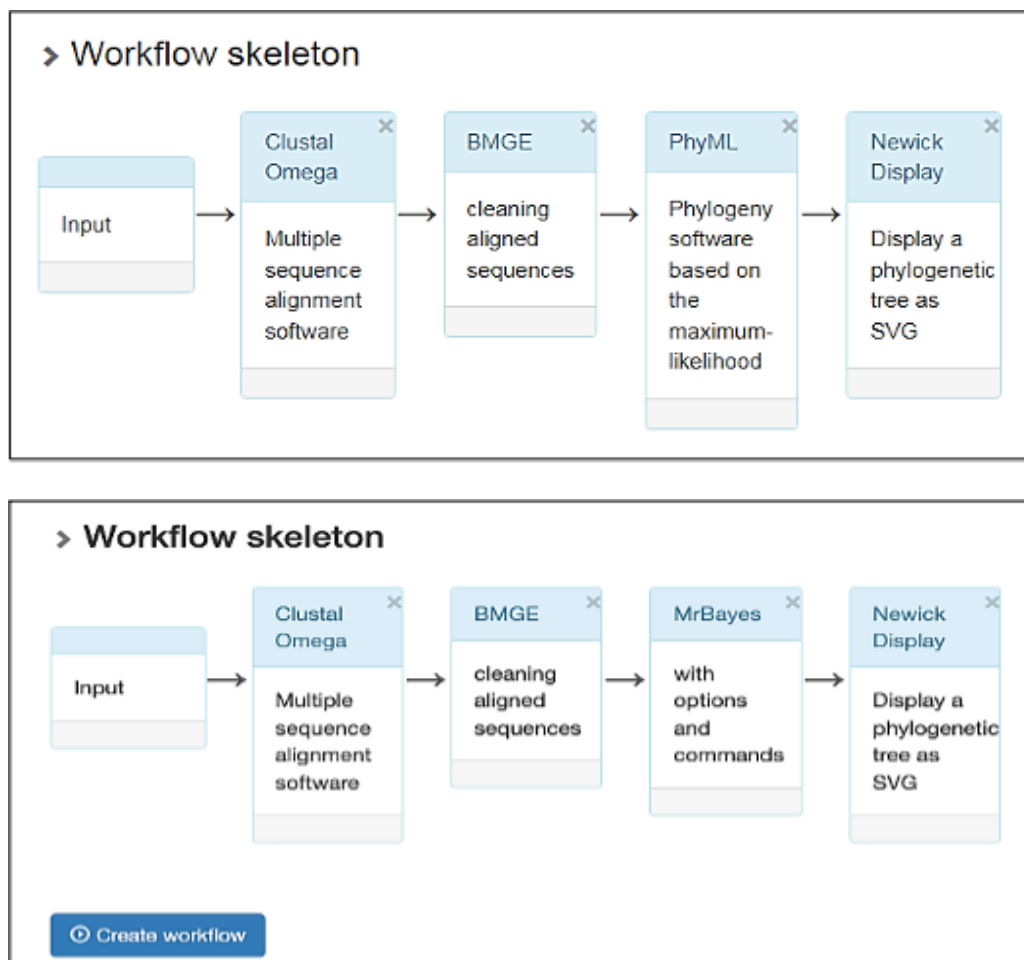 Workflow skeleton
Input
Clustal
Omega
Multiple
sequence
alignment
software
BMGE
cleaning
aligned
sequences
PhyML
Phylogeny
software
based on
the
maximum-
likelihood
Newick
Display
Display a
phylogenetic
tree as
SVG
Workflow skeleton
Input
Clustal
Omega
Multiple
sequence
alignment
software
BMGE
cleaning
aligned
sequences
MrBayes
with
options
and
commands
Newick
Display
Display a
phylogenetic
tree as
SVG
Create workflow